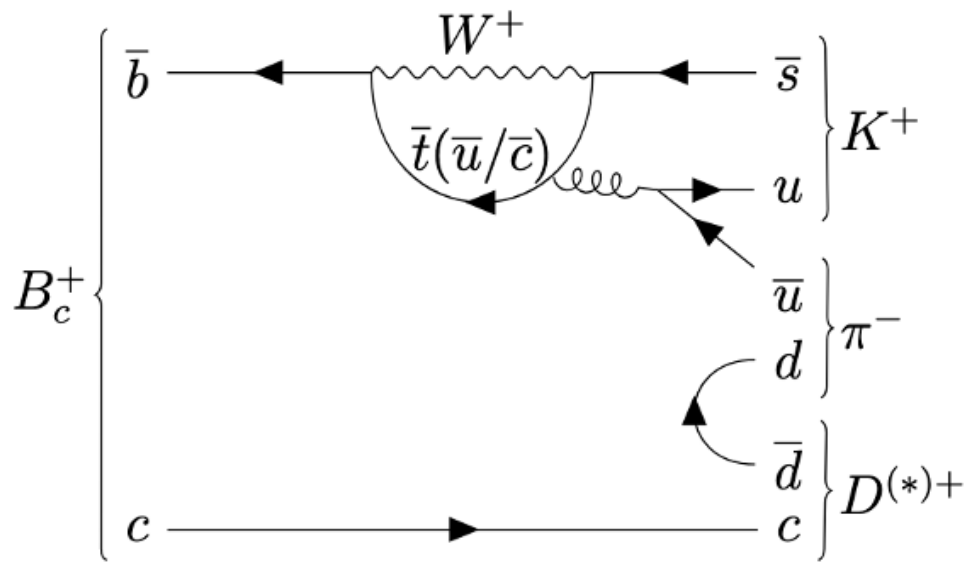 W⁺
b̅
s̅
t̅(u̅/c̅)
K⁺
u
B_c⁺
u̅
π⁻
d
d̅
D⁽*⁾⁺
c
c